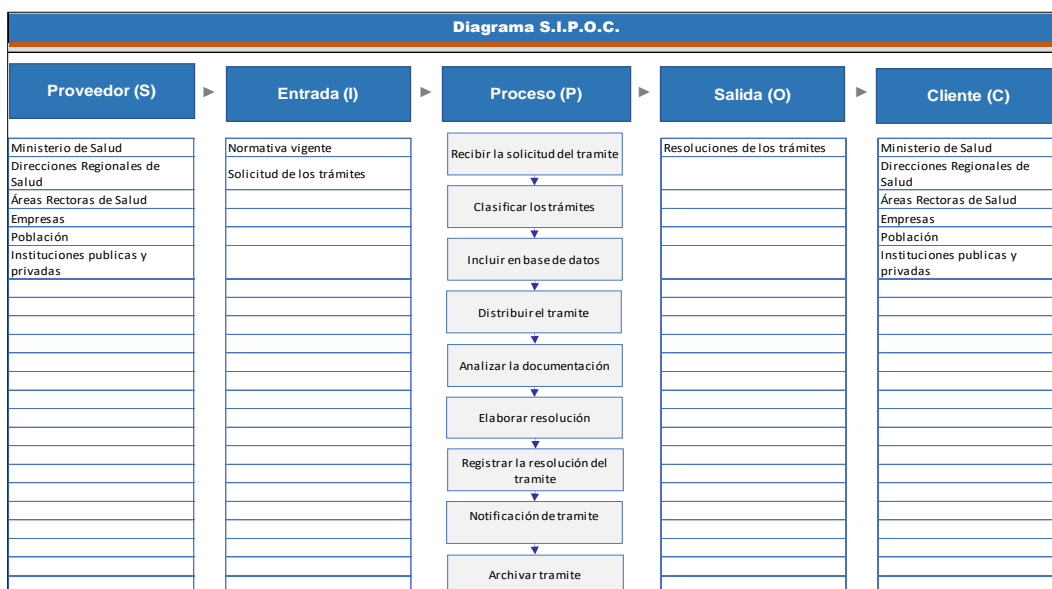 Diagrama S.I.P.O.C.
Proveedor (S)
Entrada (I)
Proceso (P)
Salida (O)
Cliente (C)
Ministerio de Salud
Direcciones Regionales de
Salud
Áreas Rectoras de Salud
Empresas
Población
Instituciones publicas y
privadas
Normativa vigente
Solicitud de los trámites
Recibir la solicitud del tramite
Clasificar los trámites
Incluir en base de datos
Distribuir el tramite
Analizar la documentación
Elaborar resolución
Registrar la resolución del
tramite
Notificación de tramite
Archivar tramite
Resoluciones de los trámites
Ministerio de Salud
Direcciones Regionales de
Salud
Áreas Rectoras de Salud
Empresas
Población
Instituciones publicas y
privadas